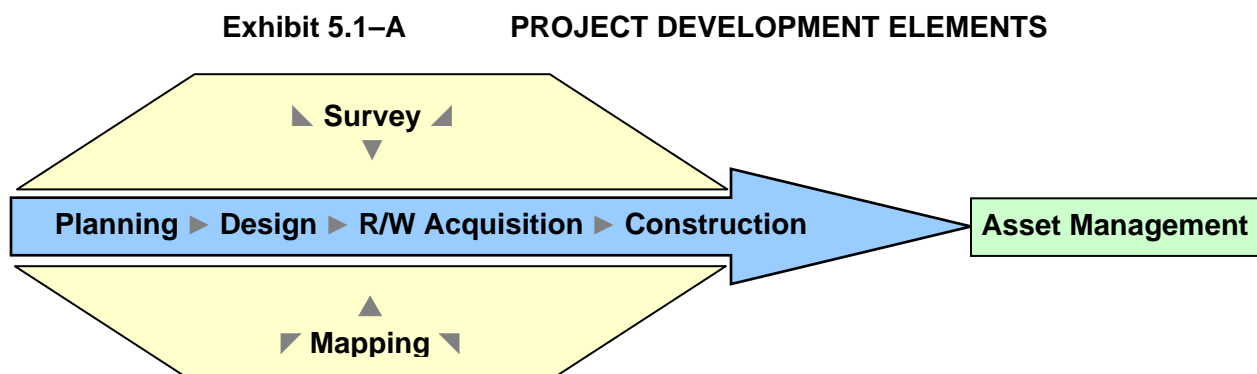 Exhibit 5.1–A PROJECT DEVELOPMENT ELEMENTS
Survey
Planning ► Design ► R/W Acquisition ► Construction
Asset Management
Mapping